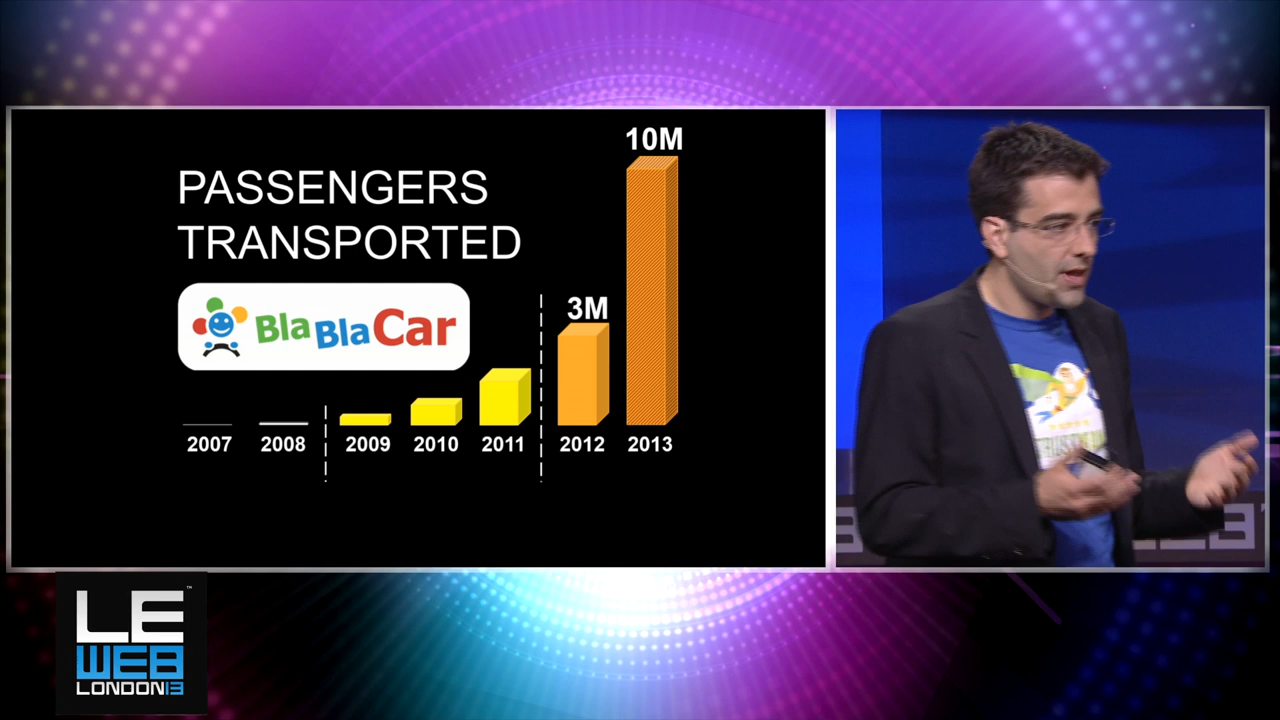 PASSENGERS
TRANSPORTED
BlaBlaCar
10M
3M
2007 2008 2009 2010 2011 2012 2013
LE
WEB
LONDON13